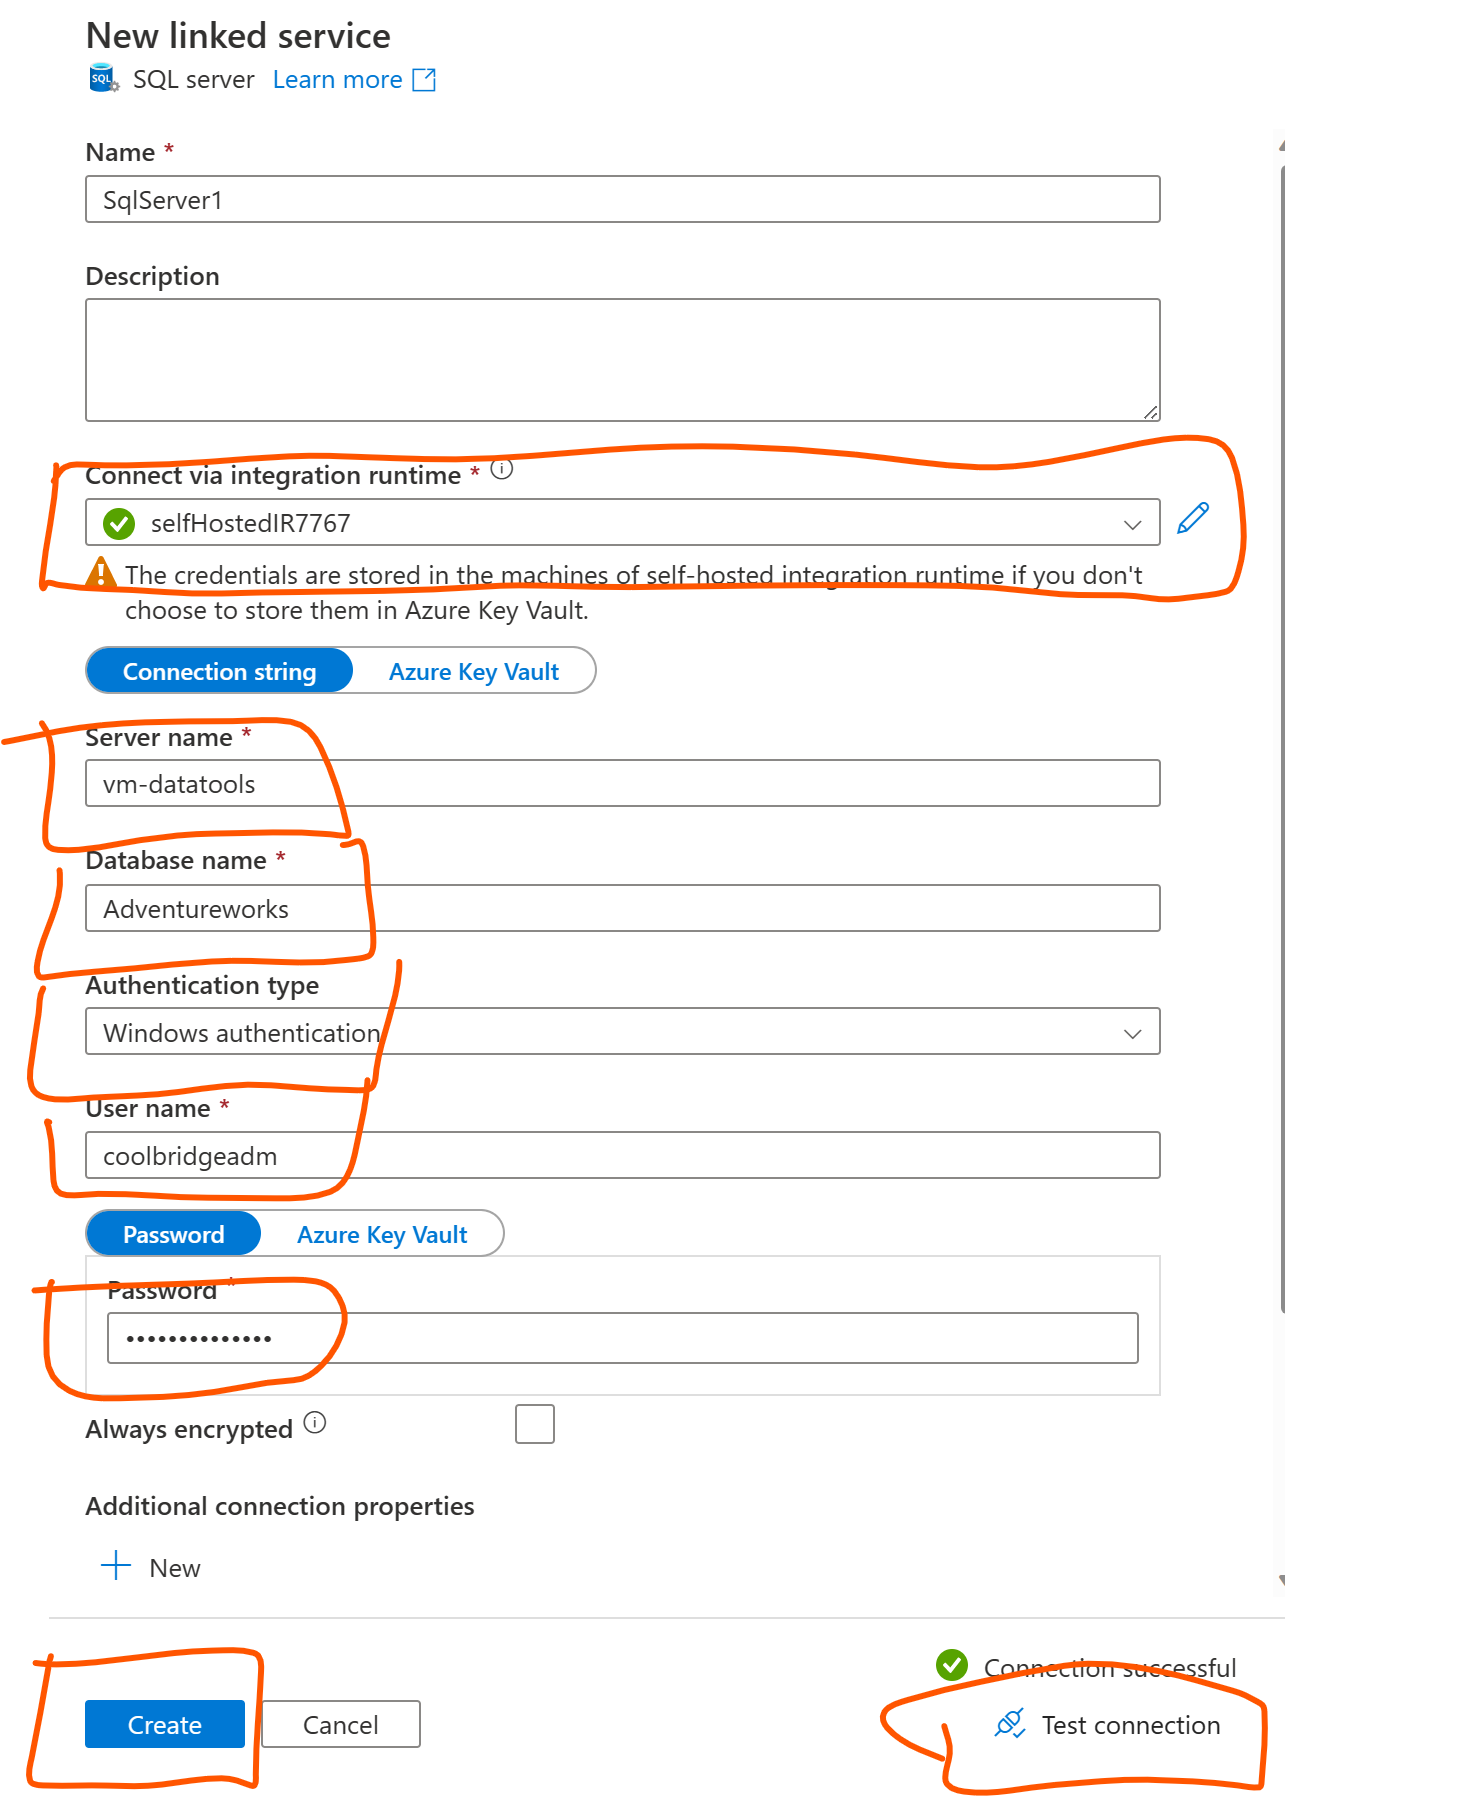 New linked service
SQL SQL server Learn more
Name *
SqlServer1
Description
Connect via integration runtime *
selfHostedIR7767
The credentials are stored in the machines of self-hosted integration runtime if you don't
choose to store them in Azure Key Vault.
Connection string Azure Key Vault
Server name *
vm-datatools
Database name *
Adventureworks
Authentication type
Windows authentication
User name *
coolbridgeadm
Password Azure Key Vault
Password *
••••••••••••••
Always encrypted
Additional connection properties
New
Connection successful
Create Cancel Test connection